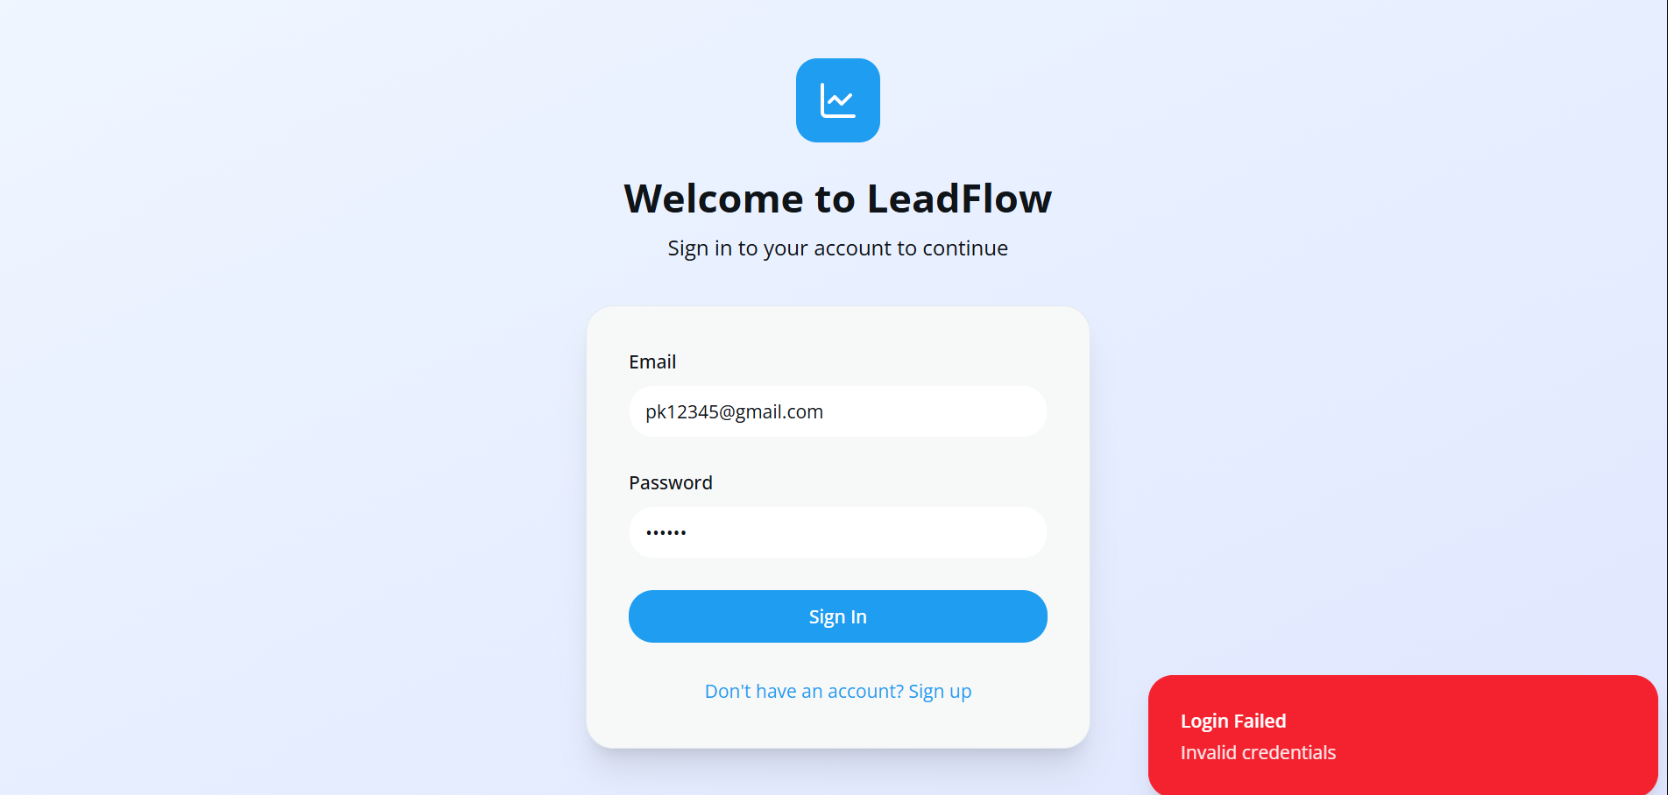 Welcome to LeadFlow
Sign in to your account to continue
Email
pk12345@gmail.com
Password
••••••
Sign In
Don't have an account? Sign up
Login Failed
Invalid credentials